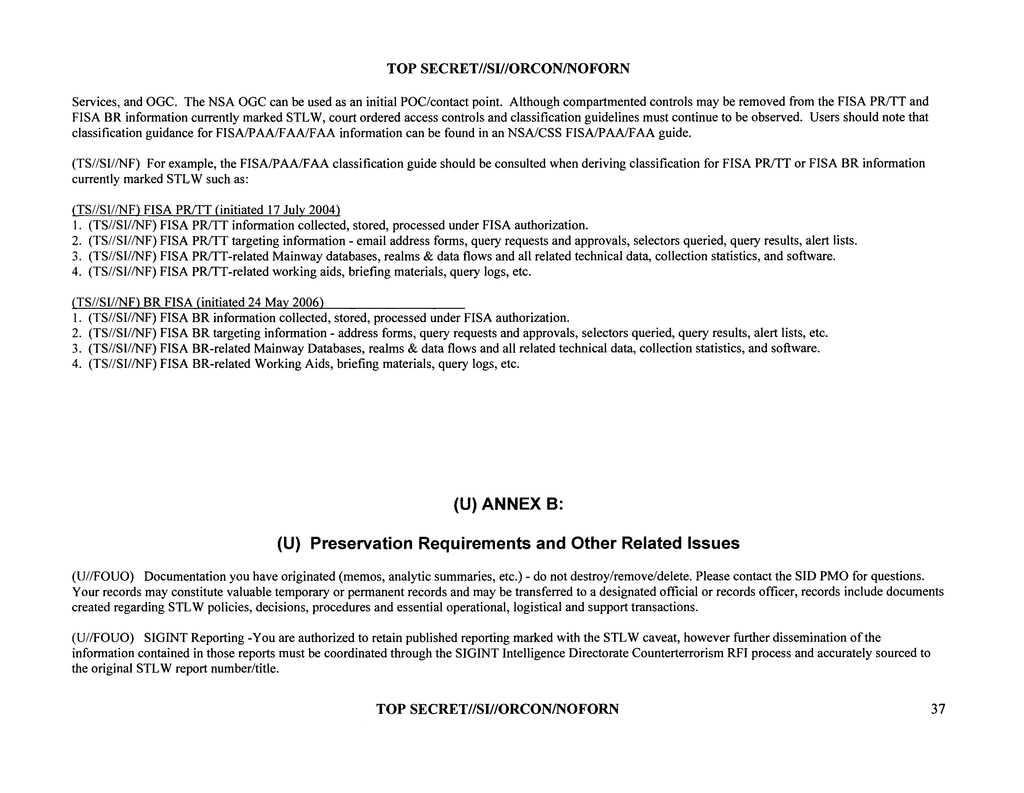 TOP SECRET//SI//ORCON/NOFORN
Services, and OGC. The NSA OGC can be used as an initial POC/contact point. Although compartmented controls may be removed from the FISA PR/TT and
FISA BR information currently marked STLW, court ordered access controls and classification guidelines must continue to be observed. Users should note that
classification guidance for FISA/PAA/FAA/FAA information can be found in an NSA/CSS FISA/PAA/FAA guide.
(TS//SI//NF) For example, the FISA/PAA/FAA classification guide should be consulted when deriving classification for FISA PR/TT or FISA BR information
currently marked STLW such as:
(TS//SI//NF) FISA PR/TT (initiated 17 July 2004)
1. (TS//SI//NF) FISA PR/TT information collected, stored, processed under FISA authorization.
2. (TS//SI//NF) FISA PR/TT targeting information - email address forms, query requests and approvals, selectors queried, query results, alert lists.
3. (TS//SI//NF) FISA PR/TT-related Mainway databases, realms & data flows and all related technical data, collection statistics, and software.
4. (TS//SI//NF) FISA PR/TT-related working aids, briefing materials, query logs, etc.
(TS//SI//NF) BR FISA (initiated 24 May 2006)
1. (TS//SI//NF) FISA BR information collected, stored, processed under FISA authorization.
2. (TS//SI//NF) FISA BR targeting information - address forms, query requests and approvals, selectors queried, query results, alert lists, etc.
3. (TS//SI//NF) FISA BR-related Mainway Databases, realms & data flows and all related technical data, collection statistics, and software.
4. (TS//SI//NF) FISA BR-related Working Aids, briefing materials, query logs, etc.
(U) ANNEX B:
(U) Preservation Requirements and Other Related Issues
(U//FOUO) Documentation you have originated (memos, analytic summaries, etc.) - do not destroy/remove/delete. Please contact the SID PMO for questions.
Your records may constitute valuable temporary or permanent records and may be transferred to a designated official or records officer, records include documents
created regarding STLW policies, decisions, procedures and essential operational, logistical and support transactions.
(U//FOUO) SIGINT Reporting -You are authorized to retain published reporting marked with the STLW caveat, however further dissemination of the
information contained in those reports must be coordinated through the SIGINT Intelligence Directorate Counterterrorism RFI process and accurately sourced to
the original STLW report number/title.
TOP SECRET//SI//ORCON/NOFORN
37